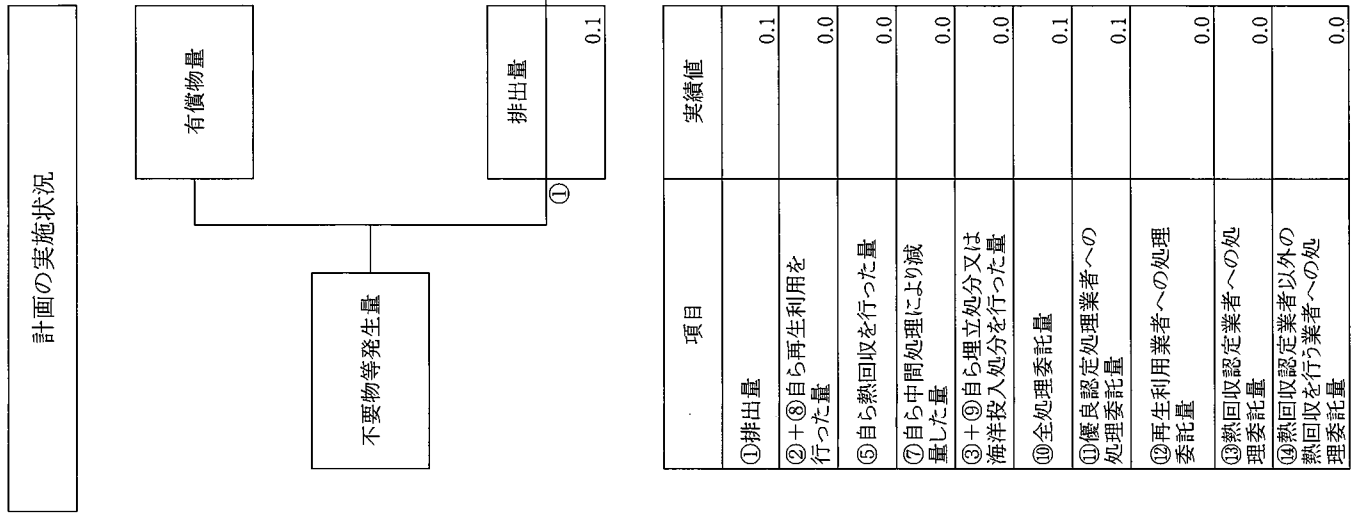 計画の実施状況
有償物量
不要物等発生量
①
排出量
0.1
項目
実績値
①排出量
0.1
②+⑧自ら再生利用を
行った量
0.0
⑤自ら熱回収を行った量
0.0
⑦自ら中間処理により減
量した量
0.0
③+⑨自ら埋立処分又は
海洋投入処分を行った量
0.0
⑩全処理委託量
0.1
⑪優良認定処理業者への
処理委託量
0.1
⑫再生利用業者への処理
委託量
0.0
⑬熱回収認定業者への処
理委託量
0.0
⑭熱回収認定業者以外の
熱回収を行う業者への処
理委託量
0.0